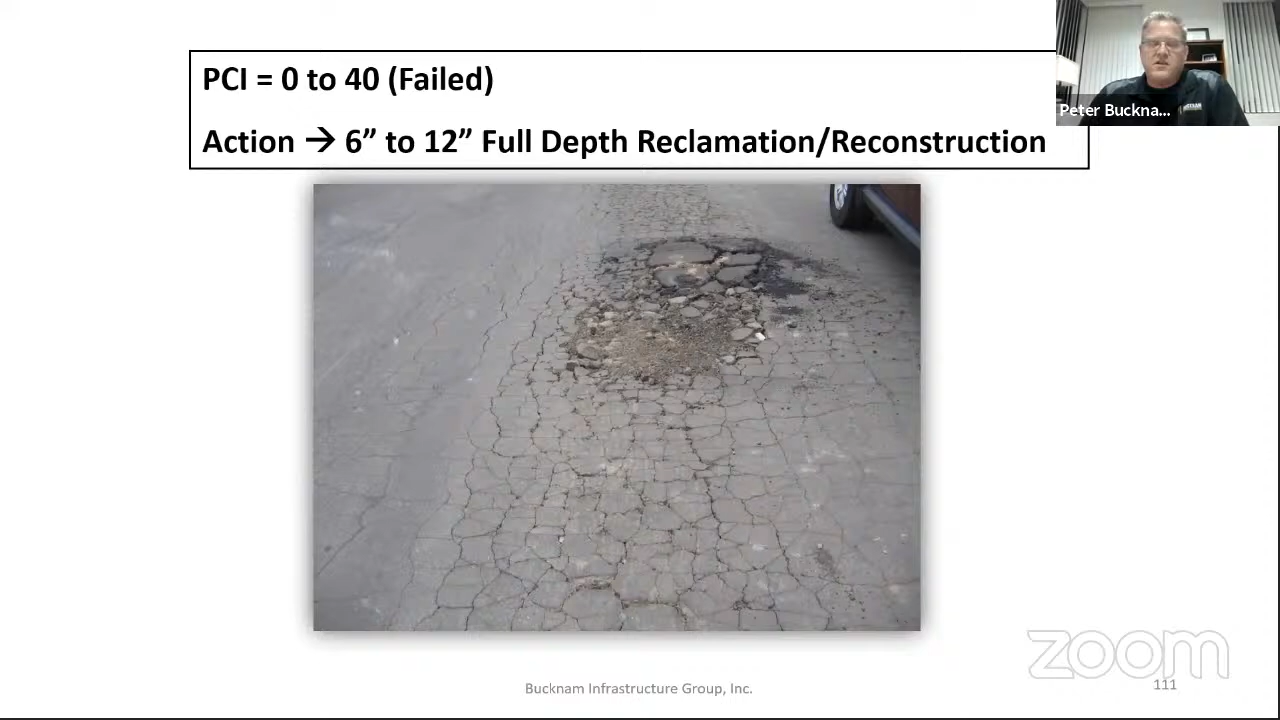 PCI = 0 to 40 (Failed)
Action → 6” to 12” Full Depth Reclamation/Reconstruction
Peter Buckna...
Bucknam Infrastructure Group, Inc.
zoom
111